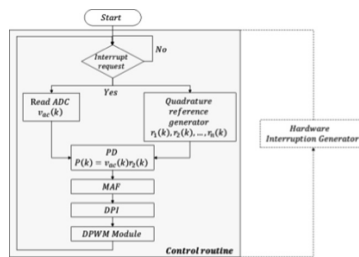 Start
Interrupt
request
No
Yes
Read ADC
v_ac(k)
Quadrature
reference
generator
r_1(k), r_2(k), ..., r_n(k)
Hardware
Interruption Generator
PD
P(k) = v_ac(k)r_2(k)
MAF
DPI
DPWM Module
Control routine